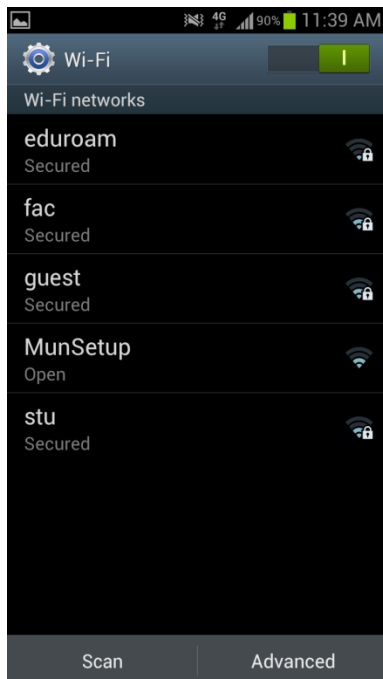 4G 90% 11:39 AM
Wi-Fi
Wi-Fi networks
eduroam
Secured
fac
Secured
guest
Secured
MunSetup
Open
stu
Secured
Scan Advanced